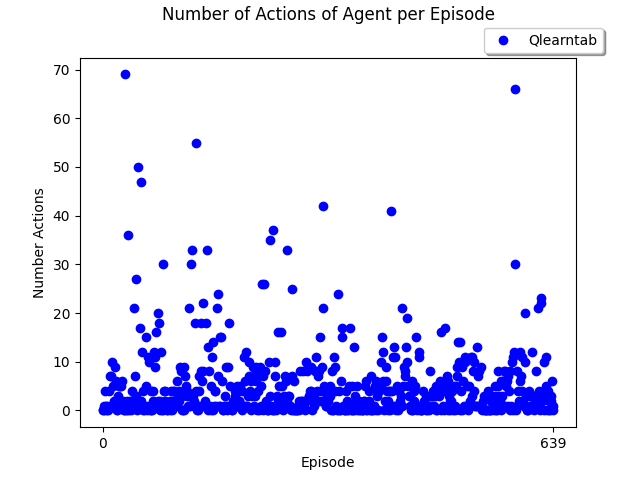 Number of Actions of Agent per Episode
Qlearntab
70
60
50
40
30
20
10
0
Number Actions
0 639
Episode